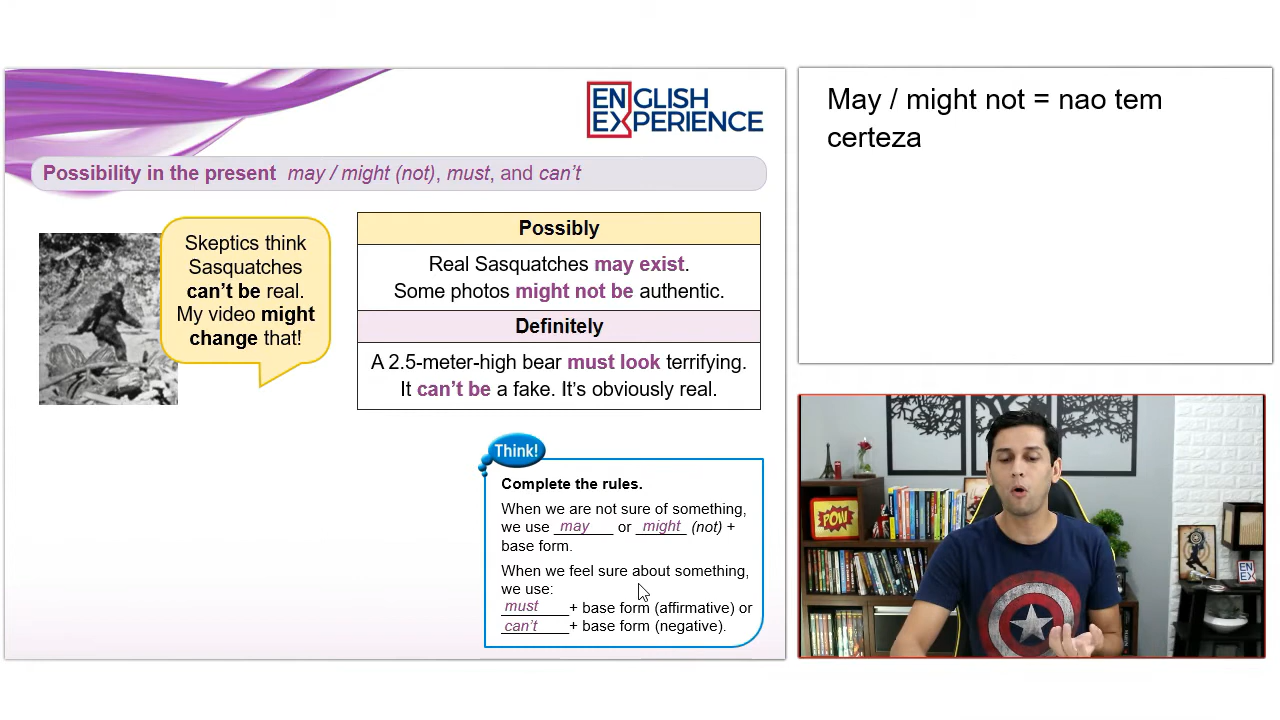 ENGLISH
EXPERIENCE
Possibility in the present may / might (not), must, and can't
Skeptics think
Sasquatches
can't be real.
My video might
change that!
Possibly
Real Sasquatches may exist.
Some photos might not be authentic.
Definitely
A 2.5-meter-high bear must look terrifying.
It can't be a fake. It's obviously real.
Think!
Complete the rules.
When we are not sure of something,
we use may or might (not) +
base form.
When we feel sure about something,
we use:
must + base form (affirmative) or
can't + base form (negative).
May / might not = nao tem
certeza
POW
EN
EX